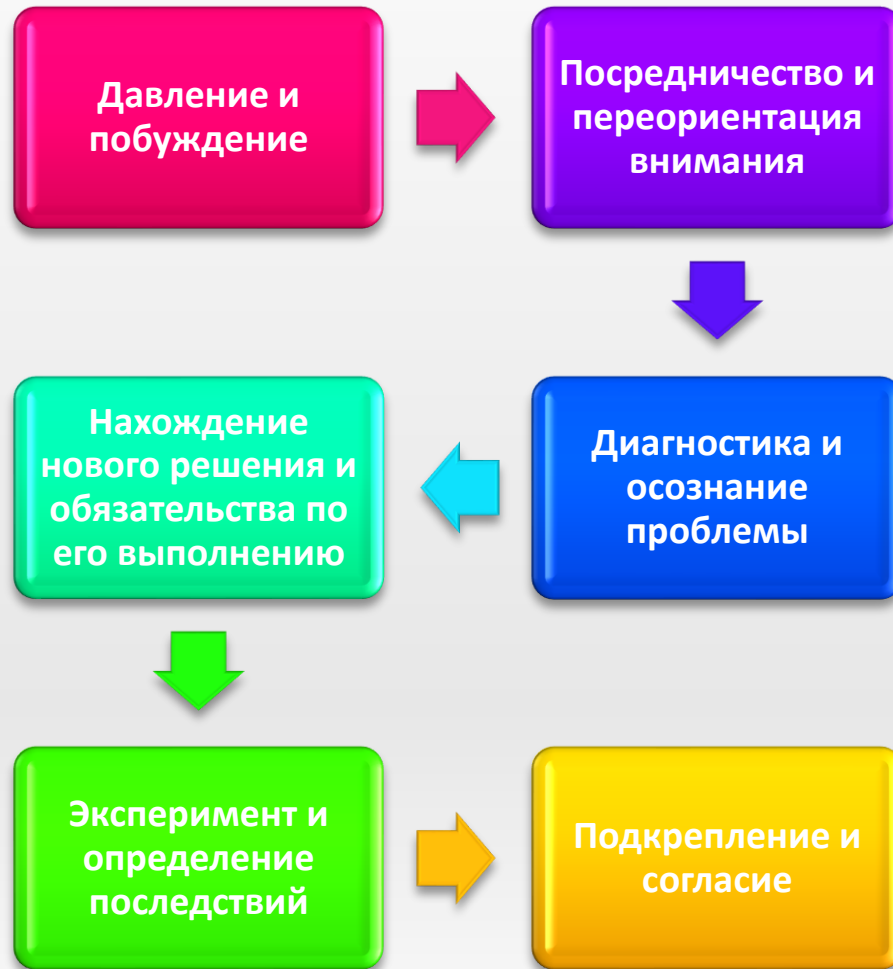 Давление и
побуждение
Посредничество и
переориентация
внимания
Диагностика и
осознание
проблемы
Нахождение
нового решения и
обязательства по
его выполнению
Эксперимент и
определение
последствий
Подкрепление и
согласие